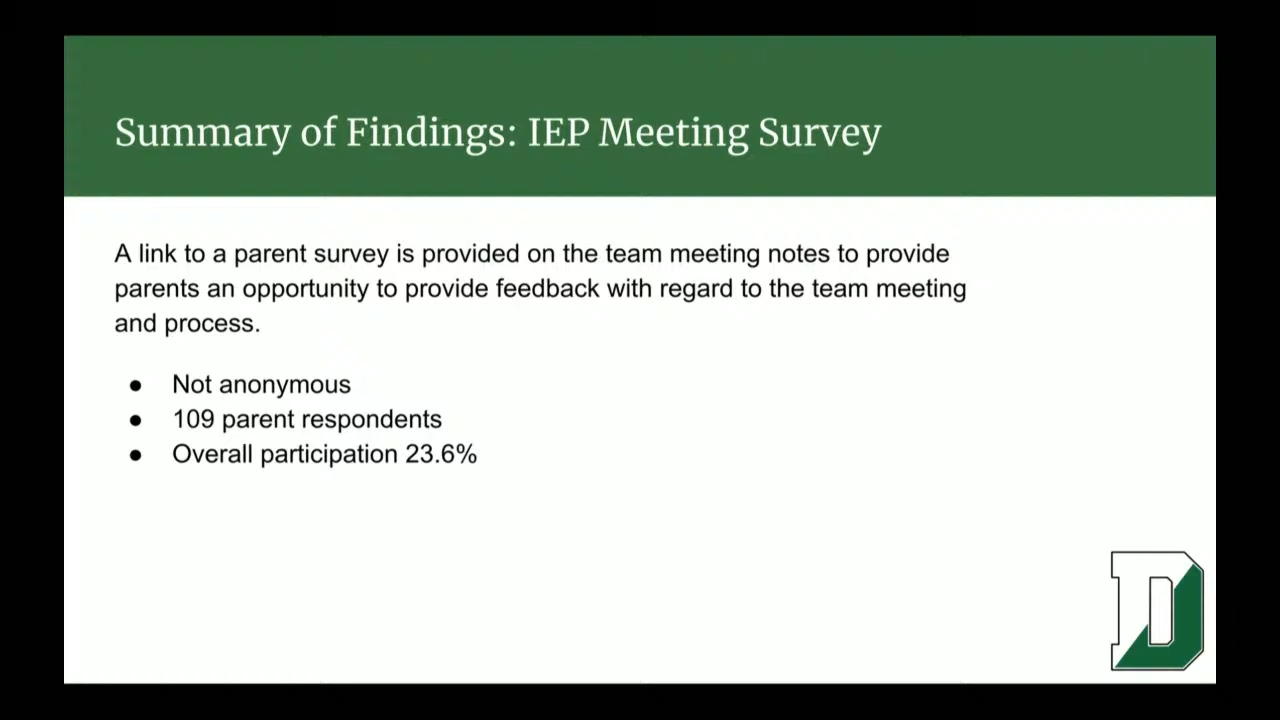 Summary of Findings: IEP Meeting Survey
A link to a parent survey is provided on the team meeting notes to provide
parents an opportunity to provide feedback with regard to the team meeting
and process.
● Not anonymous
● 109 parent respondents
● Overall participation 23.6%
D